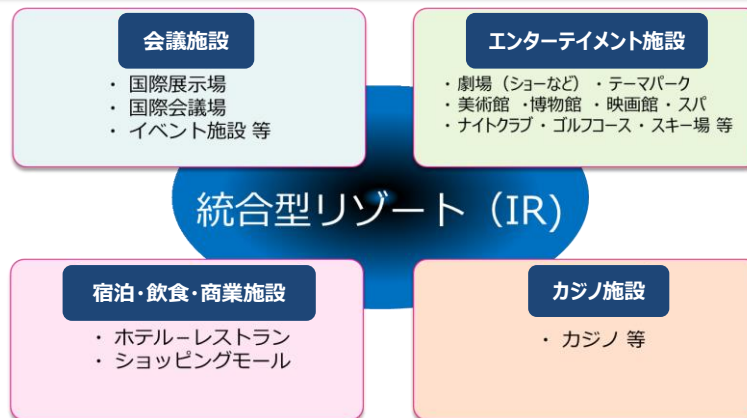 会議施設
・ 国際展示場
・ 国際会議場
・ イベント施設 等
エンターテイメント施設
・劇場（ショーなど） ・テーマパーク
・美術館 ・博物館 ・映画館・スパ
・ナイトクラブ・ゴルフコース・スキー場 等
統合型リゾート（IR)
宿泊・飲食・商業施設
・ ホテル－レストラン
・ ショッピングモール
カジノ施設
・ カジノ 等